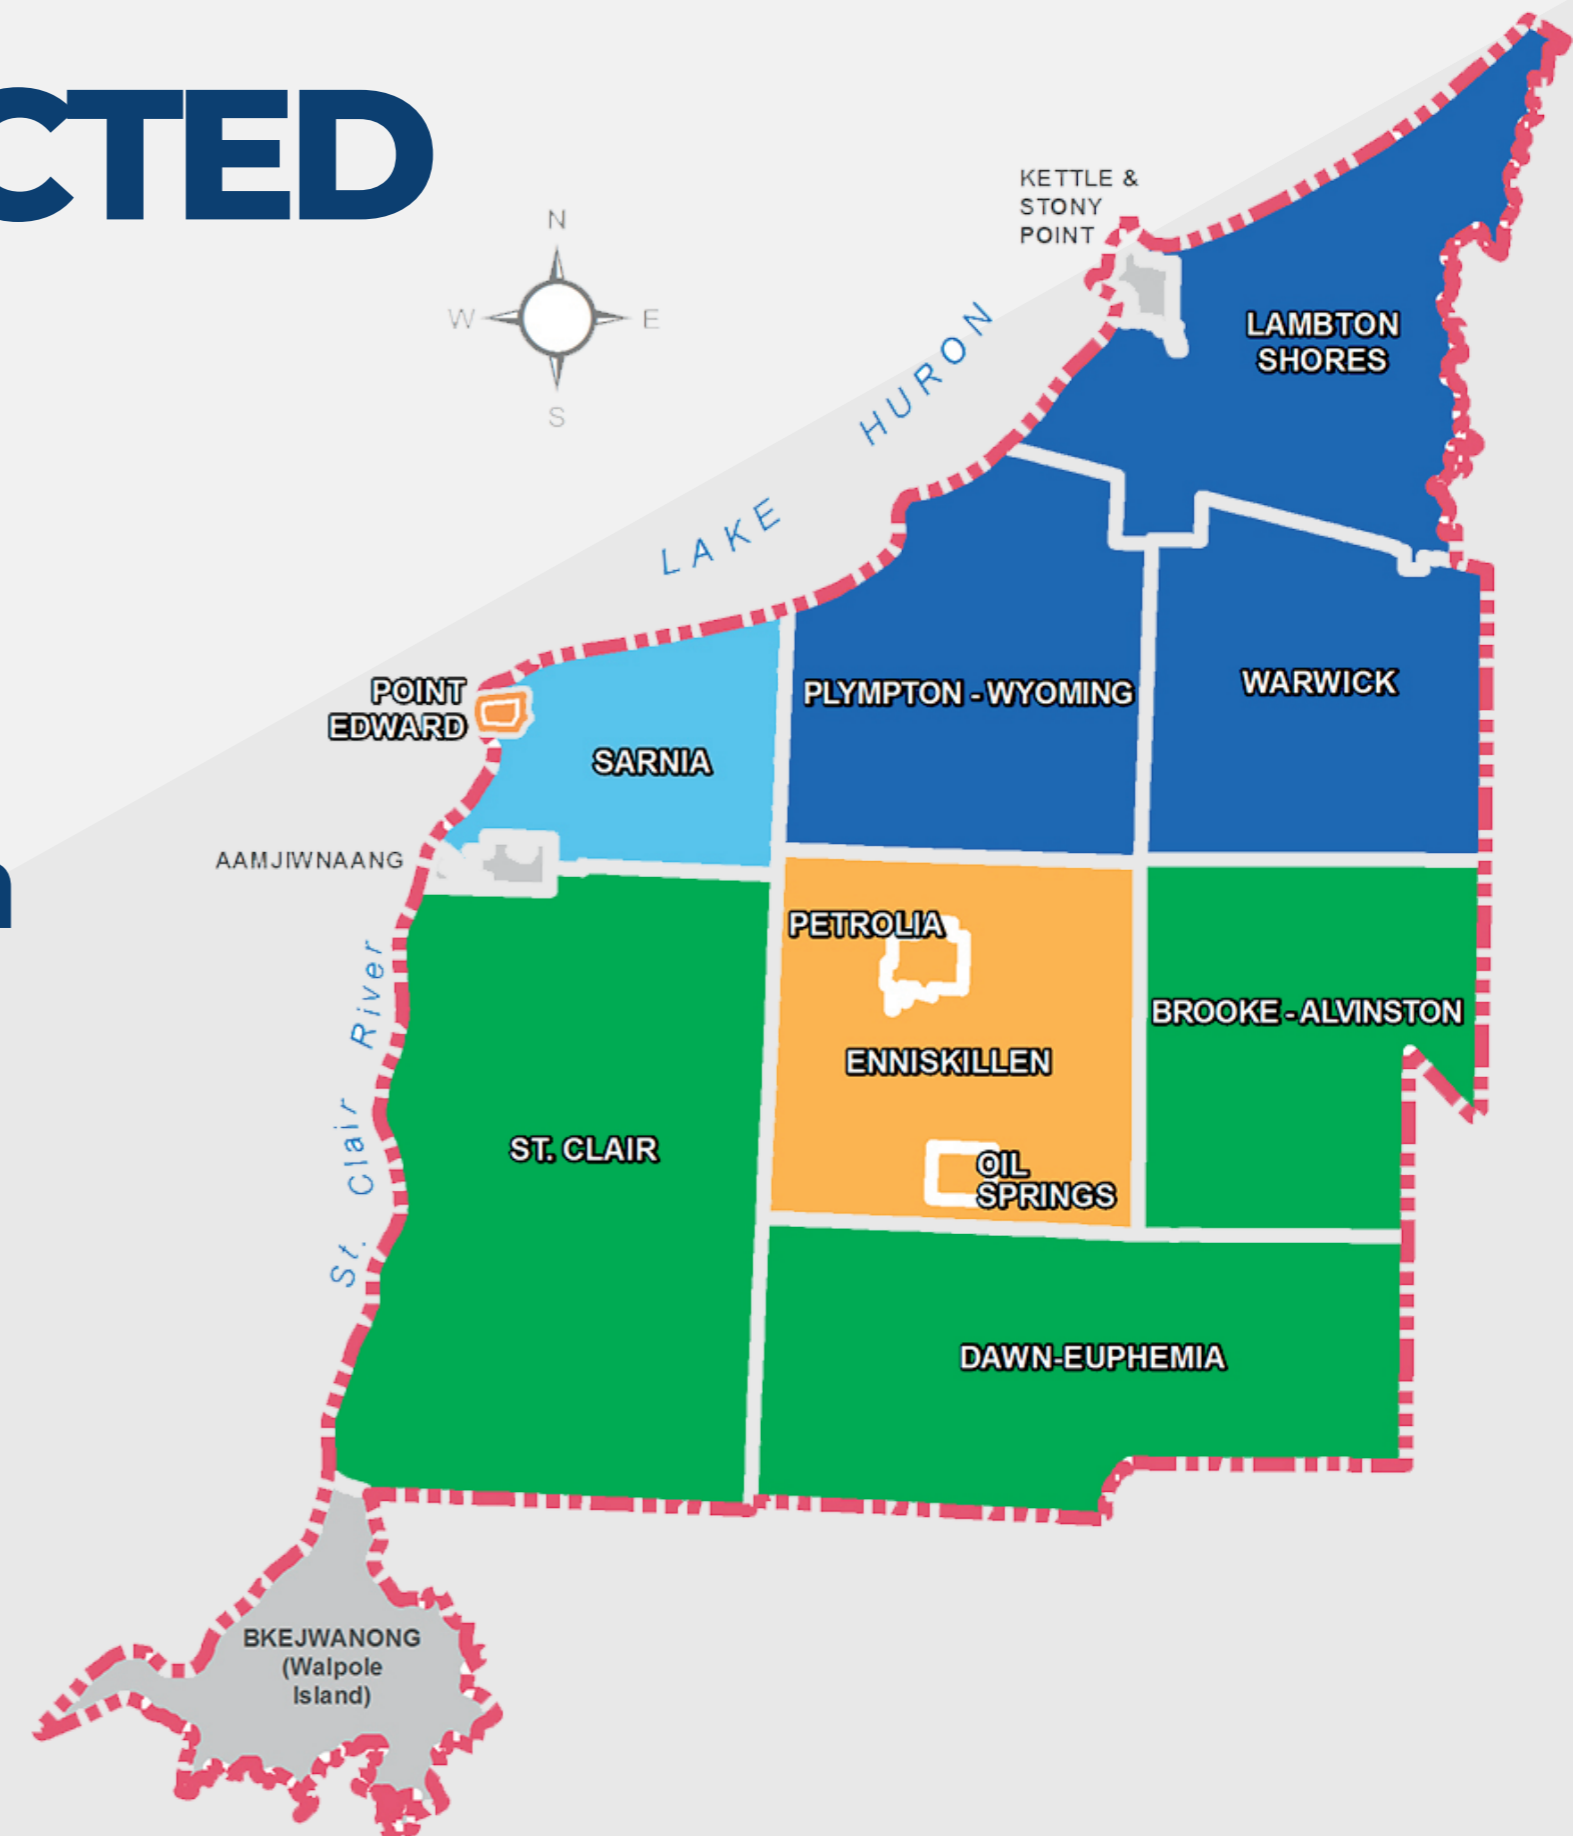 CTED
N
W
E
S
KETTLE &
STONY
POINT
LAKE HURON
LAMBTON
SHORES
POINT
EDWARD
SARNIA
PLYMPTON - WYOMING
WARWICK
AAMJIWNAANG
PETROLIA
BROOKE - ALVINSTON
ENNISKILLEN
ST. CLAIR
OIL
SPRINGS
St. Clair River
DAWN-EUPHEMIA
BKEJWANONG
(Walpole
Island)